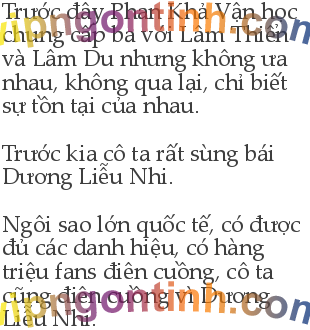 Trước đây Phan Khả Vận học
chung cấp ba với Lâm Thiển
và Lâm Du nhưng không ưa
nhau, không qua lại, chỉ biết
sự tồn tại của nhau.
Trước kia cô ta rất sùng bái
Dương Liễu Nhi.
Ngôi sao lớn quốc tế, có được
đủ các danh hiệu, có hàng
triệu fans điên cuồng, cô ta
cũng điên cuồng vì Dương
Liễu Nhi.
vipngontinh.com
vipngontinh.com